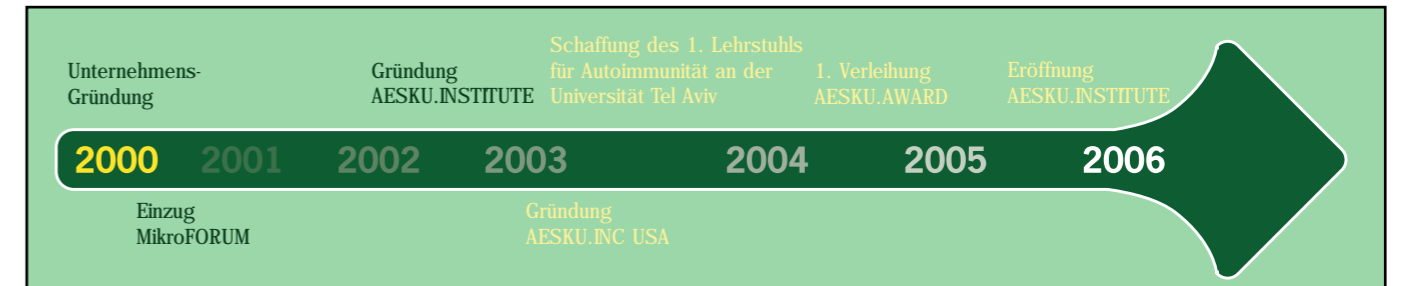 Unternehmens-
Gründung
Gründung
AESKU.INSTITUTE
Schaffung des 1. Lehrstuhls
für Autoimmunität an der
Universität Tel Aviv
1. Verleihung
AESKU.AWARD
Eröffnung
AESKU.INSTITUTE
2000 2001 2002 2003 2004 2005 2006
Einzug
MikroFORUM
Gründung
AESKU.INC USA